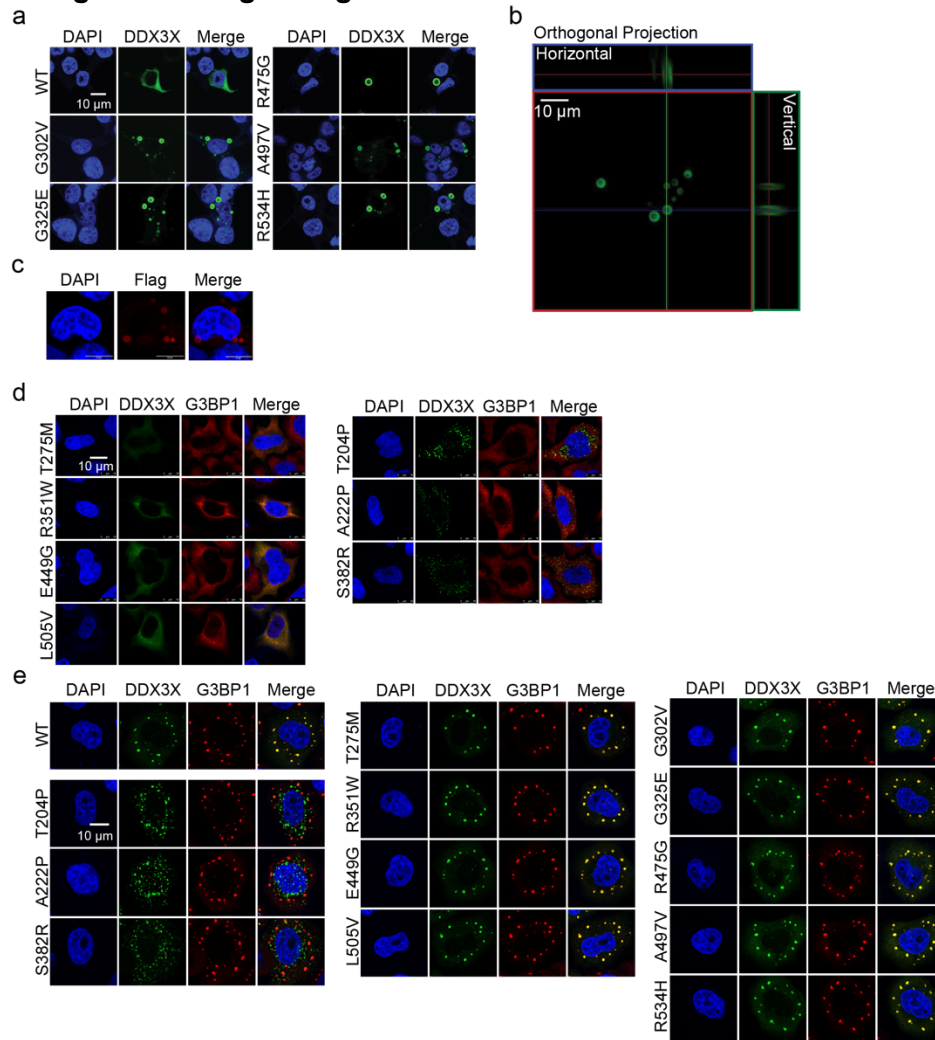 a
DAPI DDX3X Merge DAPI DDX3X Merge
WT
10 µm
R475G
G302V
A497V
G325E
R534H
b
Orthogonal Projection
Horizontal
10 µm
Vertical
c
DAPI Flag Merge
d
DAPI DDX3X G3BP1 Merge
T275M
10 µm
R351W
E449G
L505V
DAPI DDX3X G3BP1 Merge
T204P
A222P
S382R
e
DAPI DDX3X G3BP1 Merge
WT
T204P
10 µm
A222P
S382R
DAPI DDX3X G3BP1 Merge
T275M
R351W
E449G
L505V
DAPI DDX3X G3BP1 Merge
G302V
G325E
R475G
A497V
R534H